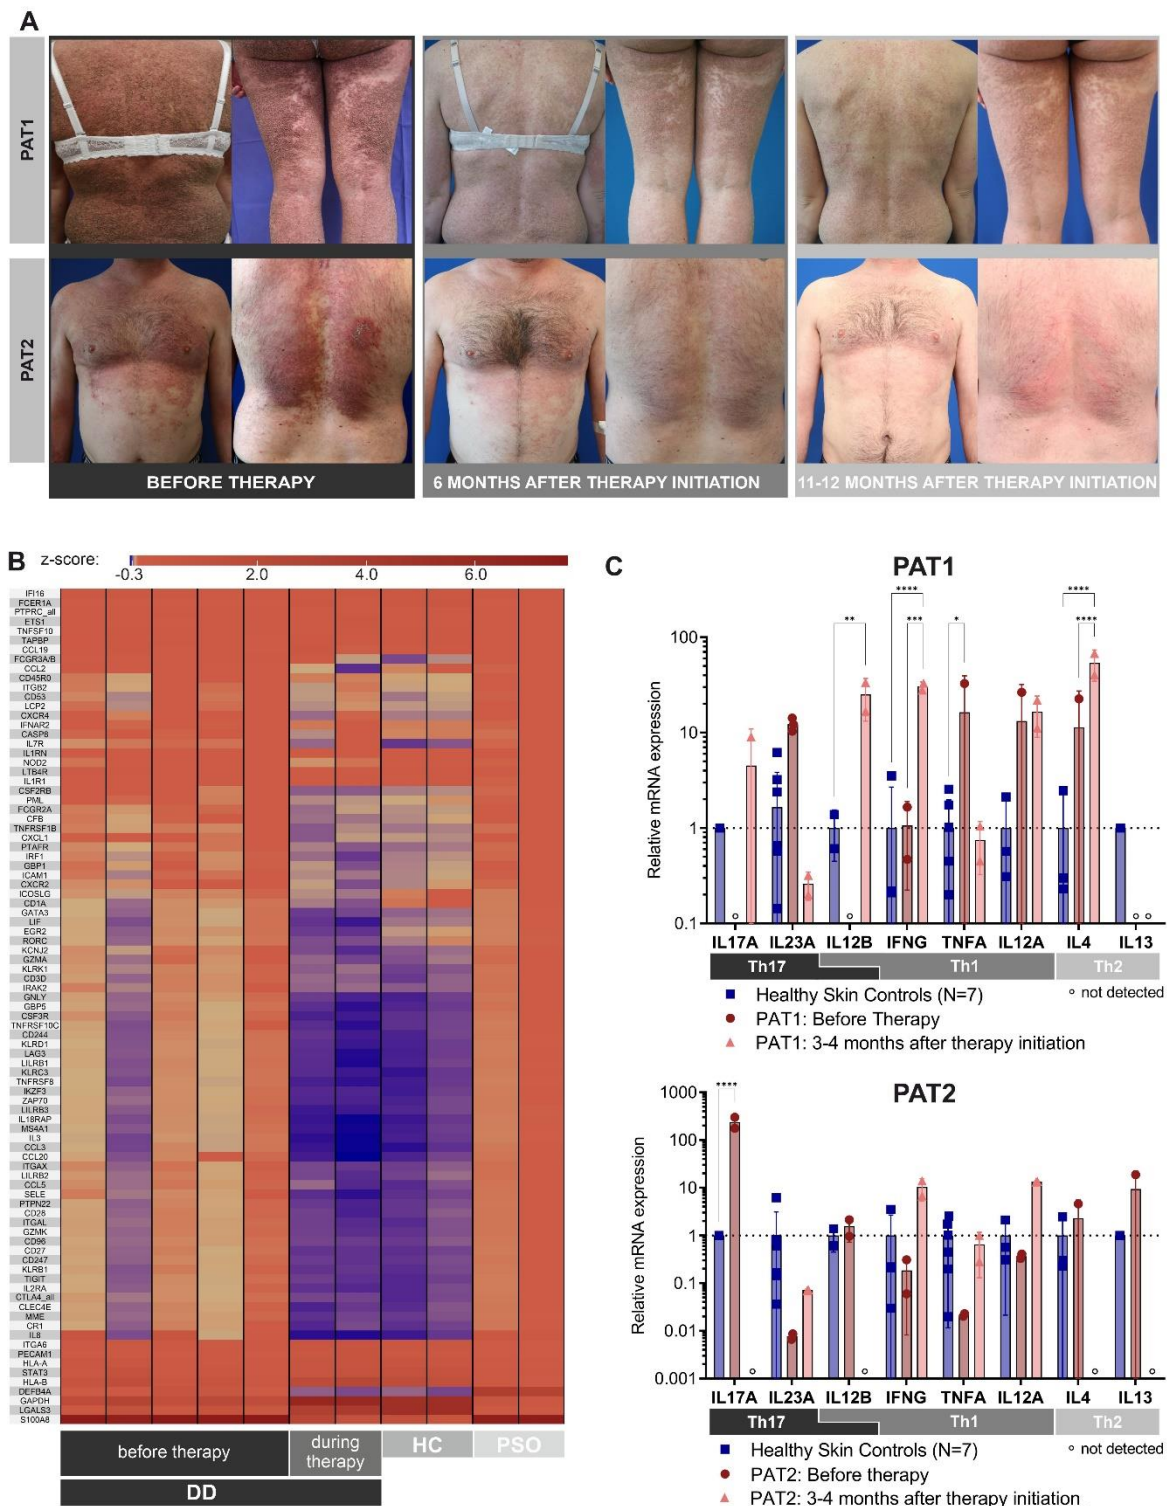 A
PAT1
PAT2
BEFORE THERAPY
6 MONTHS AFTER THERAPY INITIATION
11-12 MONTHS AFTER THERAPY INITIATION
B
z-score:
-0.3
2.0
4.0
6.0
IFI16
FCER1A
PTPRC_all
ETS1
TNFSF10
TAPBP
CCL19
FCGR3A/B
CCL2
CD45R0
ITGB2
CD53
LCP2
CXCR4
IFNAR2
CASP8
IL7R
IL1RN
NOD2
LTB4R
IL1R1
CSF2RB
PML
FCGR2A
CFB
TNFRSF1B
CXCL1
PTAFR
IRF1
GBP1
ICAM1
CXCR2
ICOSLG
CD1A
GATA3
LIF
EGR2
RORC
KCNJ2
GZMA
KLRK1
CD3D
IRAK2
GNLY
GBP5
CSF3R
TNFRSF10C
CD244
KLRD1
LAG3
LILRB1
KLRC3
TNFRSF8
IKZF3
ZAP70
LILRB3
IL18RAP
MS4A1
IL3
CCL3
CCL20
ITGAX
LILRB2
CCL5
SELE
PTPN22
CD28
ITGAL
GZMK
CD96
CD27
CD247
KLRB1
TIGIT
IL2RA
CTLA4_all
CLEC4E
MME
CR1
IL8
ITGA6
PECAM1
HLA-A
STAT3
HLA-B
DEFB4A
GAPDH
LGALS3
S100A8
before therapy
during
therapy
HC
PSO
DD
C
PAT1
Relative mRNA expression
100
10
1
0.1
**
****
***
*
****
****
IL17A IL23A IL12B IFNG TNFA IL12A IL4 IL13
Th17 Th1 Th2
Healthy Skin Controls (N=7)
not detected
PAT1: Before Therapy
PAT1: 3-4 months after therapy initiation
PAT2
Relative mRNA expression
1000
100
10
1
0.1
0.01
0.001
****
IL17A IL23A IL12B IFNG TNFA IL12A IL4 IL13
Th17 Th1 Th2
Healthy Skin Controls (N=7)
not detected
PAT2: Before therapy
PAT2: 3-4 months after therapy initiation